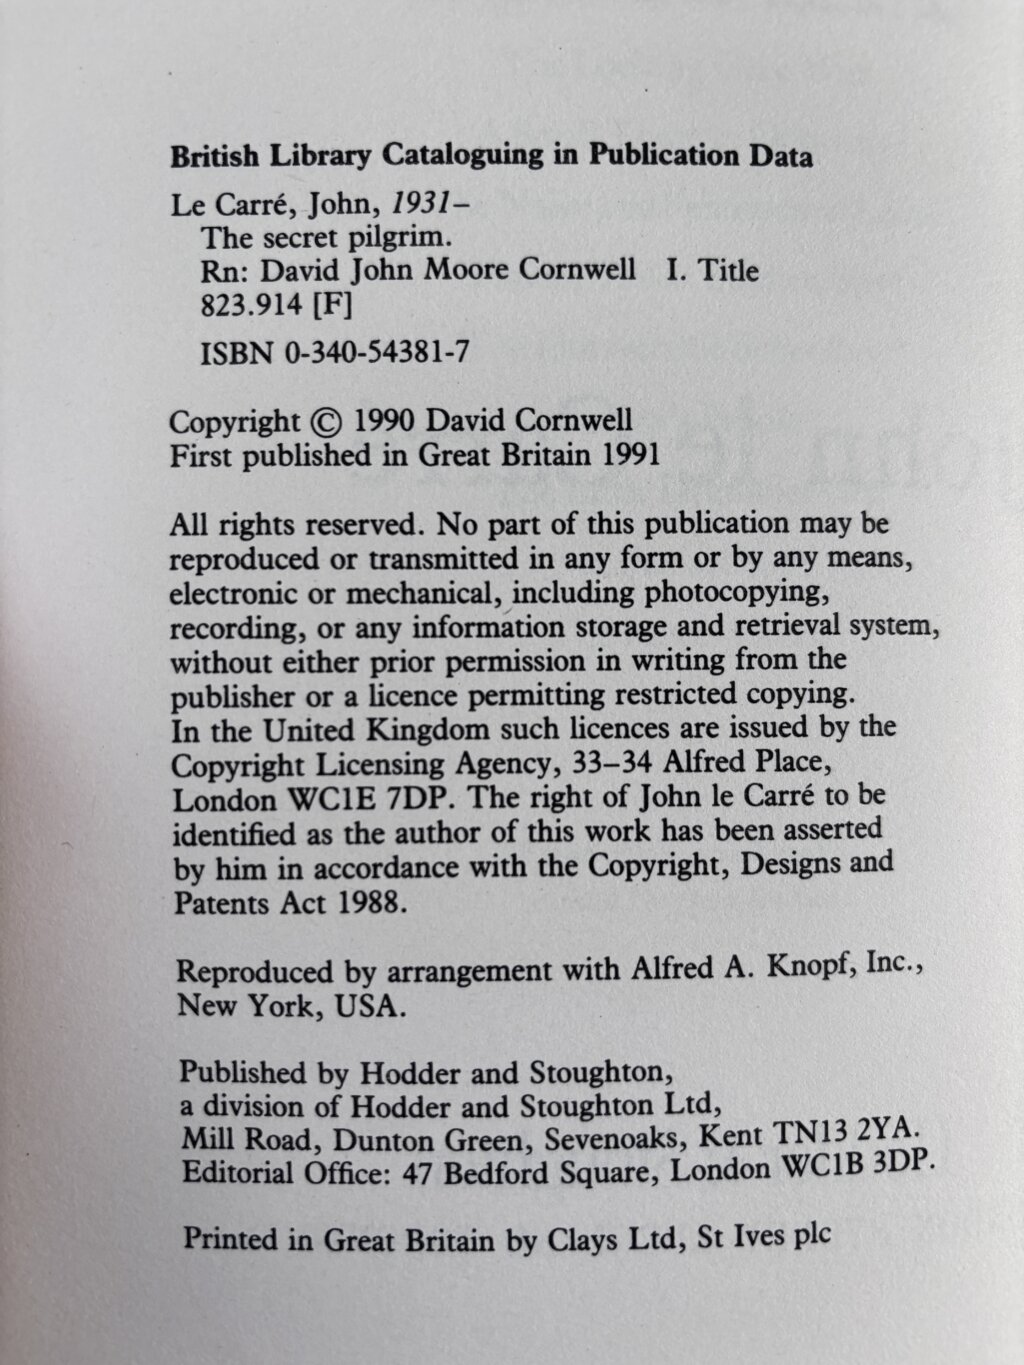 British Library Cataloguing in Publication Data
Le Carré, John, 1931–
The secret pilgrim.
Rn: David John Moore Cornwell I. Title
823.914 [F]
ISBN 0-340-54381-7
Copyright © 1990 David Cornwell
First published in Great Britain 1991
All rights reserved. No part of this publication may be
reproduced or transmitted in any form or by any means,
electronic or mechanical, including photocopying,
recording, or any information storage and retrieval system,
without either prior permission in writing from the
publisher or a licence permitting restricted copying.
In the United Kingdom such licences are issued by the
Copyright Licensing Agency, 33–34 Alfred Place,
London WC1E 7DP. The right of John le Carré to be
identified as the author of this work has been asserted
by him in accordance with the Copyright, Designs and
Patents Act 1988.
Reproduced by arrangement with Alfred A. Knopf, Inc.,
New York, USA.
Published by Hodder and Stoughton,
a division of Hodder and Stoughton Ltd,
Mill Road, Dunton Green, Sevenoaks, Kent TN13 2YA.
Editorial Office: 47 Bedford Square, London WC1B 3DP.
Printed in Great Britain by Clays Ltd, St Ives plc